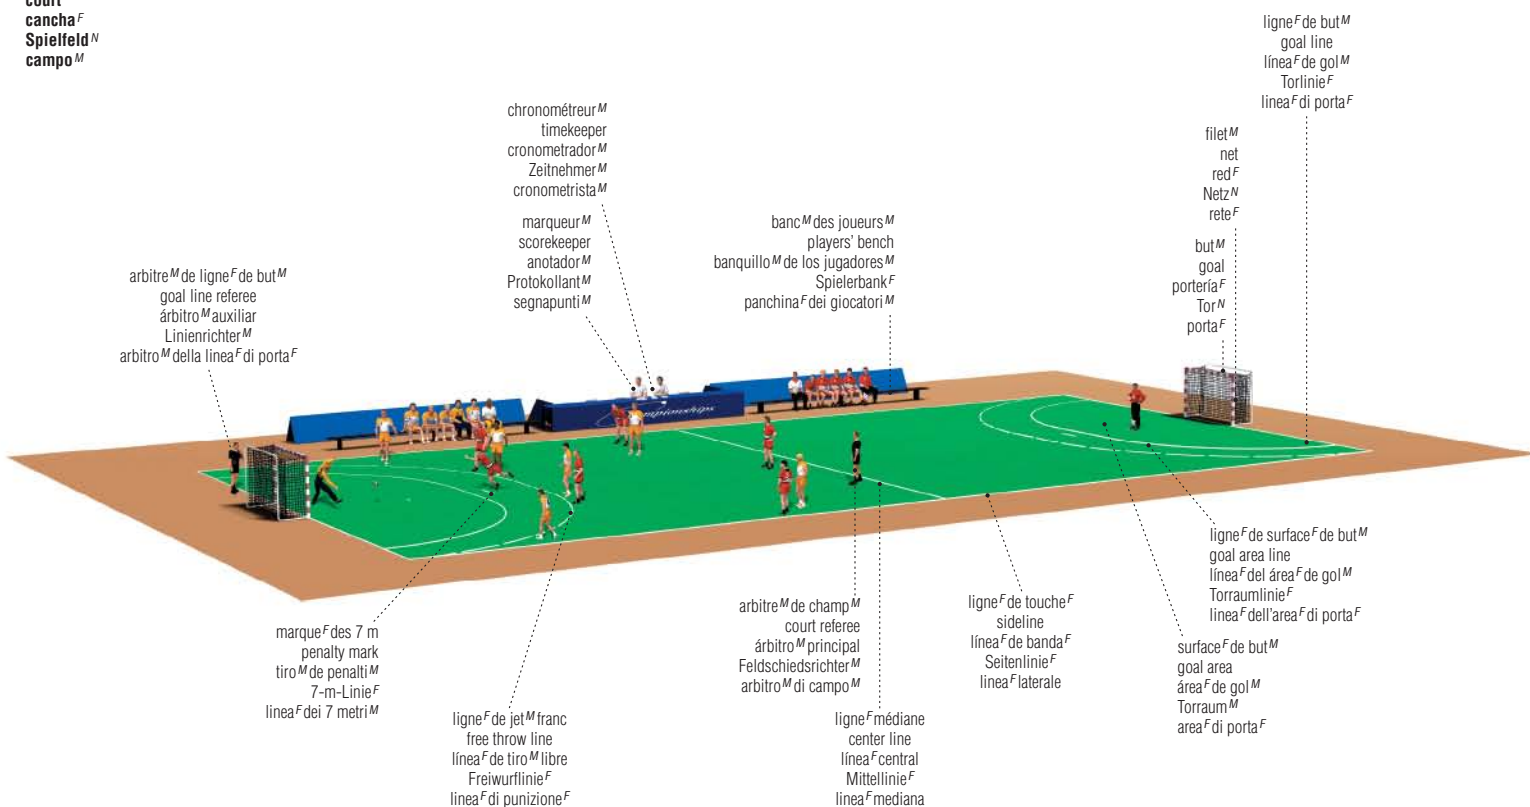 court
cancha F
Spielfeld N
campo M
ligne F de but M
goal line
línea F de gol M
Torlinie F
linea F di porta F
chronométreur M
timekeeper
cronometrador M
Zeitnehmer M
cronometrista M
filet M
net
red F
Netz N
rete F
marqueur M
scorekeeper
anotador M
Protokollant M
segnapunti M
banc M des joueurs M
players' bench
banquillo M de los jugadores M
Spielerbank F
panchina F dei giocatori M
but M
goal
portería F
Tor N
porta F
arbitre M de ligne F de but M
goal line referee
árbitro M auxiliar
Linienrichter M
arbitro M della linea F di porta F
ligne F de surface F de but M
goal area line
línea F del área F de gol M
Torraumlinie F
linea F dell'area F di porta F
marque F des 7 m
penalty mark
tiro M de penalti M
7-m-Linie F
linea F dei 7 metri M
arbitre M de champ M
court referee
árbitro M principal
Feldschiedsrichter M
arbitro M di campo M
ligne F de touche F
sideline
línea F de banda F
Seitenlinie F
linea F laterale
surface F de but M
goal area
área F de gol M
Torraum M
area F di porta F
ligne F de jet M franc
free throw line
línea F de tiro M libre
Freiwurflinie F
linea F di punizione F
ligne F médiane
center line
línea F central
Mittellinie F
linea F mediana